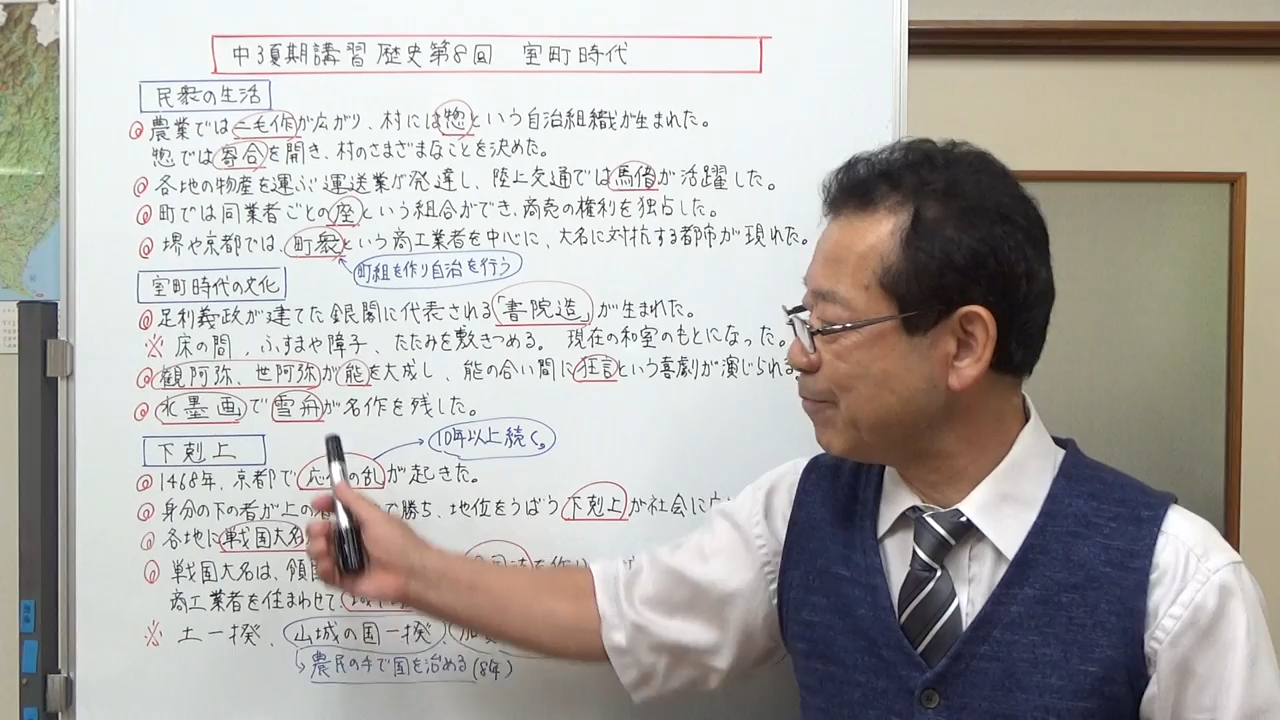 中3夏期講習 歴史第8回 室町時代
民衆の生活
◎農業では二毛作が広がり、村には惣という自治組織が生まれた。
惣では寄合を開き、村のさまざまなことを決めた。
◎各地の物産を運ぶ運送業が発達し、陸上交通では馬借が活躍した。
◎町では同業者ごとの座という組合ができ、商売の権利を独占した。
◎堺や京都では、町衆という商工業者を中心に、大名に対抗する都市が現れた。
町組を作り自治を行う
室町時代の文化
◎足利義政が建てた銀閣に代表される「書院造」が生まれた。
※床の間、ふすまや障子、たたみを敷きつめる。現在の和室のもとになった。
◎観阿弥、世阿弥が能を大成し、能の合い間に狂言という喜劇が演じられる
◎水墨画で雪舟が名作を残した。
下剋上
10年以上続く。
◎1468年、京都で応 の乱が起きた。
◎身分の下の者が上の で勝ち、地位をうばう下剋上が社会に
◎各地に戦国大名
◎戦国大名は、領国 を作り
商工業者を住まわせて
※土一揆、山城の国一揆
→農民の手で国を治める(8年)